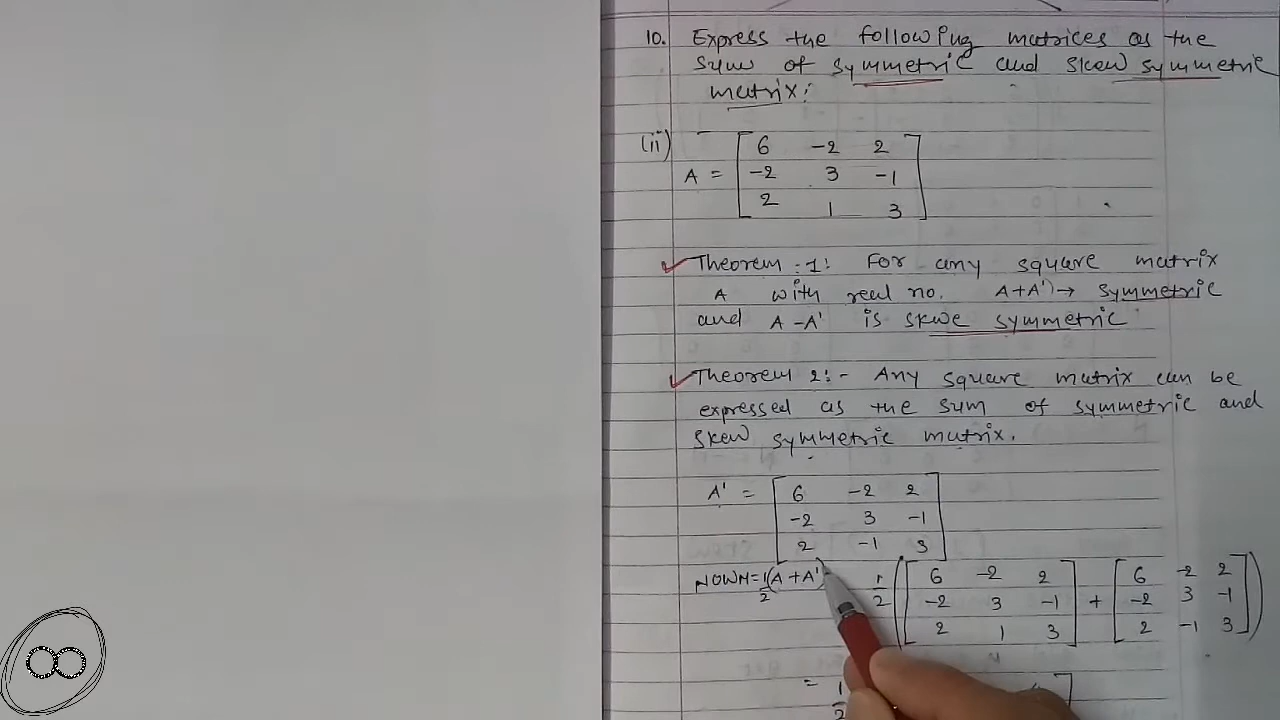 10. Express the following matrices as the
sum of symmetric and skew symmetric
matrix:
(ii) A = [6 -2 2
-2 3 -1
2 1 3]
Theorem :1: For any square matrix
A with real no. A+A') → symmetric
and A-A' is skwe symmetric.
Theorem 2:- Any square matrix can be
expressed as the sum of symmetric and
skew symmetric matrix.
A' = [6 -2 2
-2 3 -1
2 -1 3]
NOW M=1/2(A+A' 1/2([6 -2 2 -2 3 -1 2 1 3] + [6 -2 2 -2 3 -1 2 -1 3])
= 1/2